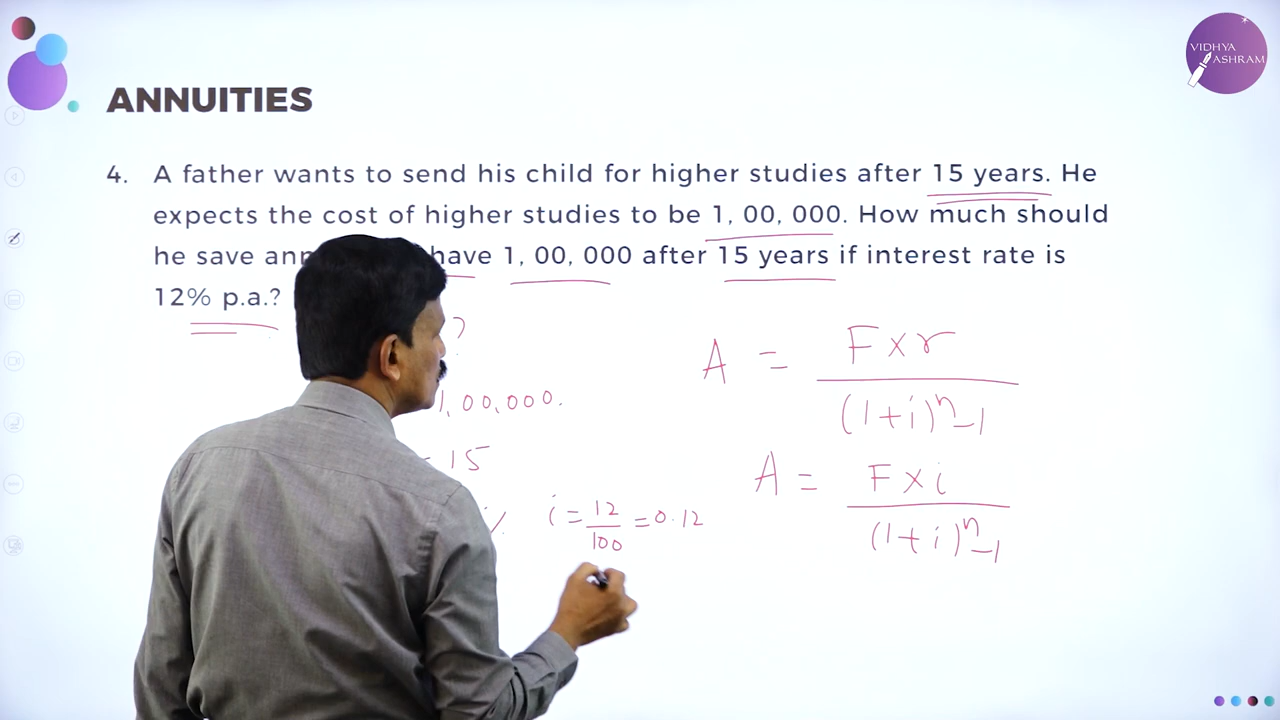 VIDHYA
ASHRAM
ANNUITIES
4. A father wants to send his child for higher studies after 15 years. He
expects the cost of higher studies to be 1, 00, 000. How much should
he save have 1, 00, 000 after 15 years if interest rate is
12% p.a.?
?
1,00,000.
= 15
%
i = 12/100 = 0.12
A = F × r / (1+i)^n - 1
A = F × i / (1+i)^n - 1